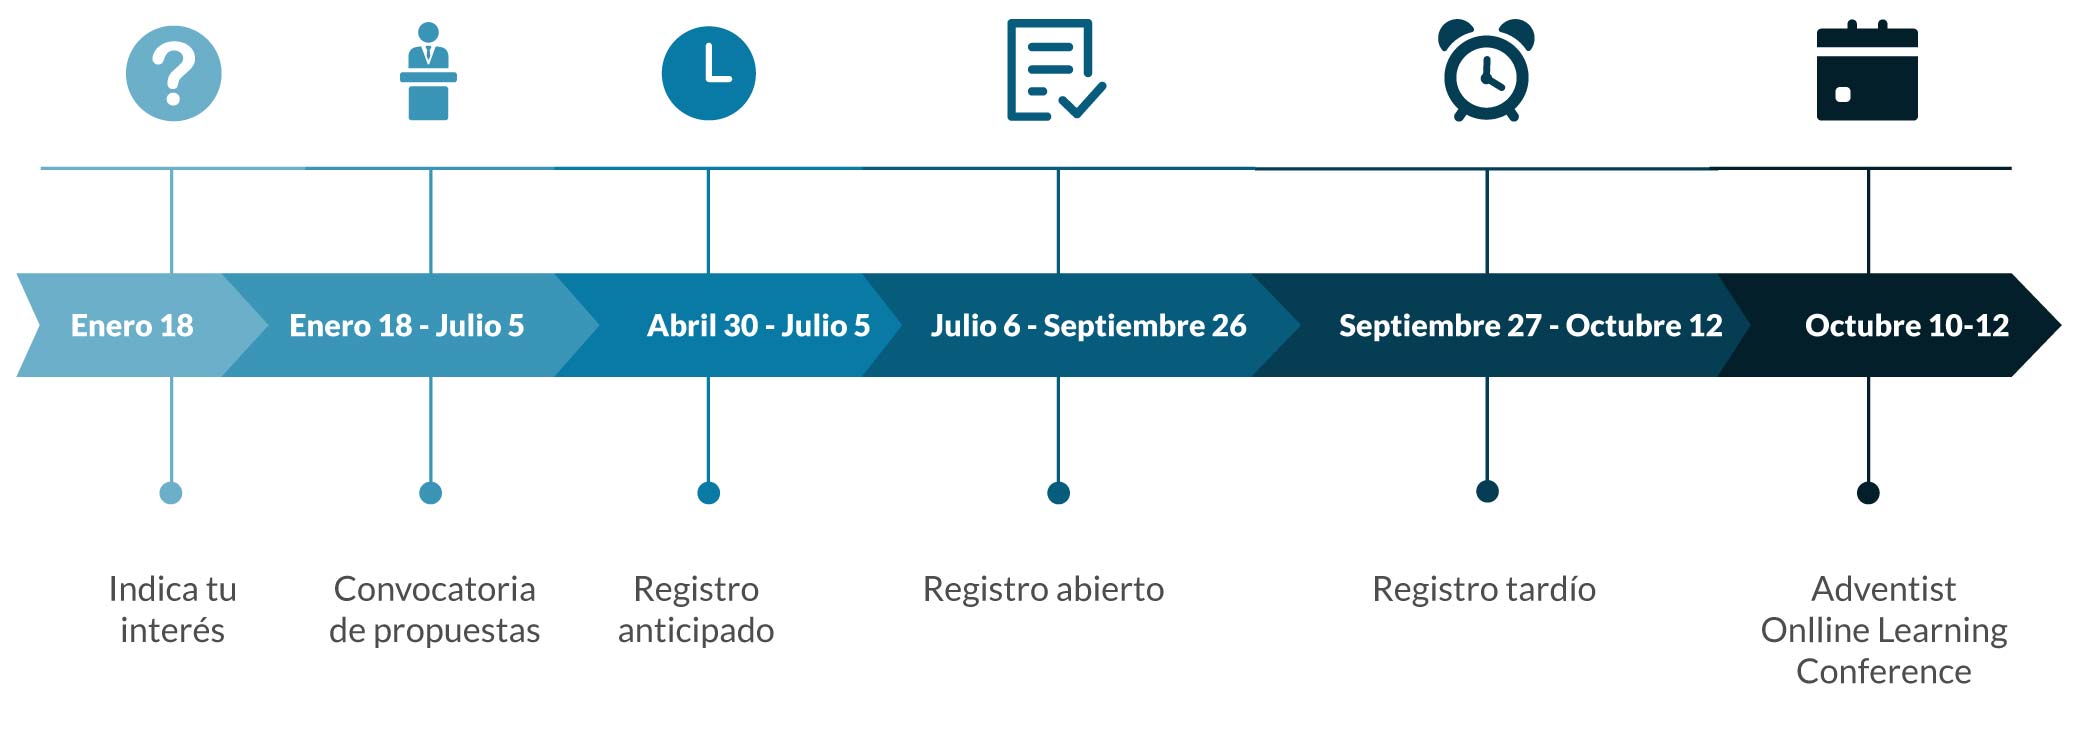 Enero 18
Enero 18 - Julio 5
Abril 30 - Julio 5
Julio 6 - Septiembre 26
Septiembre 27 - Octubre 12
Octubre 10-12
Indica tu
interés
Convocatoria
de propuestas
Registro
anticipado
Registro abierto
Registro tardío
Adventist
Onlline Learning
Conference